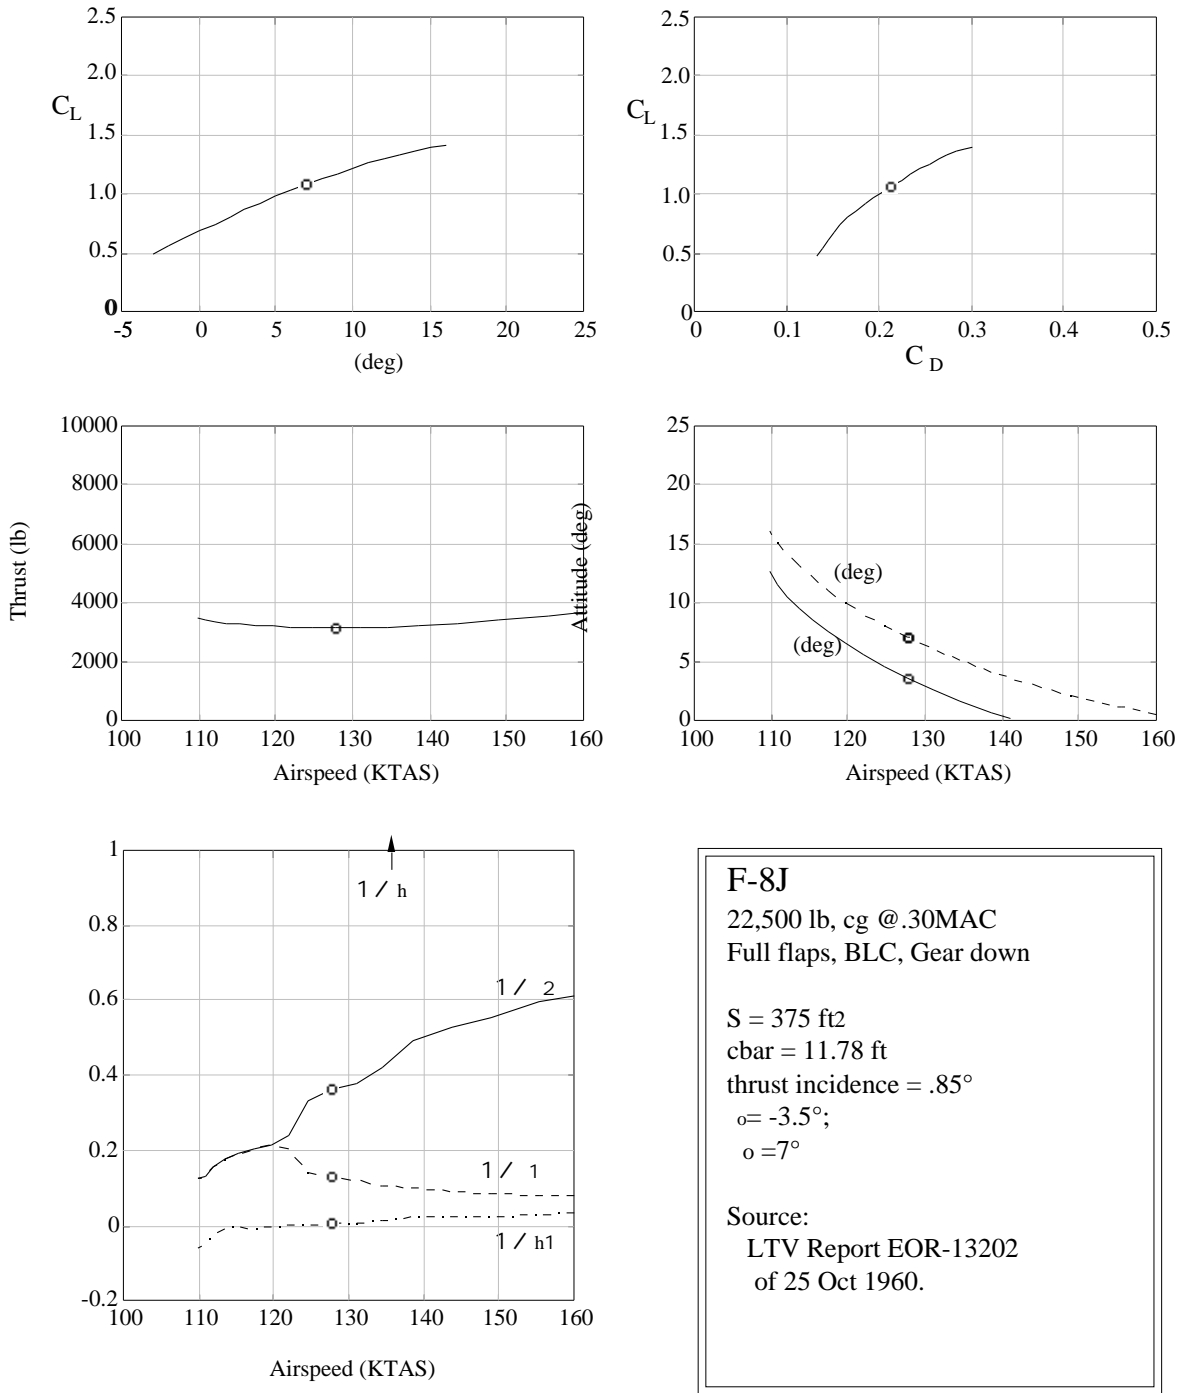 2.5
2.0
C L
1.5
1.0
0.5
0
-5 0 5 10 15 20 25
(deg)
2.5
2.0
C L
1.5
1.0
0.5
0
0 0.1 0.2 0.3 0.4 0.5
C D
10000
8000
6000
4000
2000
0
Thrust (lb)
100 110 120 130 140 150 160
Airspeed (KTAS)
25
20
15
10
5
0
Attitude (deg)
(deg)
(deg)
100 110 120 130 140 150 160
Airspeed (KTAS)
1
0.8
0.6
0.4
0.2
0
-0.2
1 / h
1 / 2
1 / 1
1 / h1
100 110 120 130 140 150 160
Airspeed (KTAS)
F-8J
22,500 lb, cg @.30MAC
Full flaps, BLC, Gear down
S = 375 ft2
cbar = 11.78 ft
thrust incidence = .85°
o= -3.5°;
o =7°
Source:
LTV Report EOR-13202
of 25 Oct 1960.